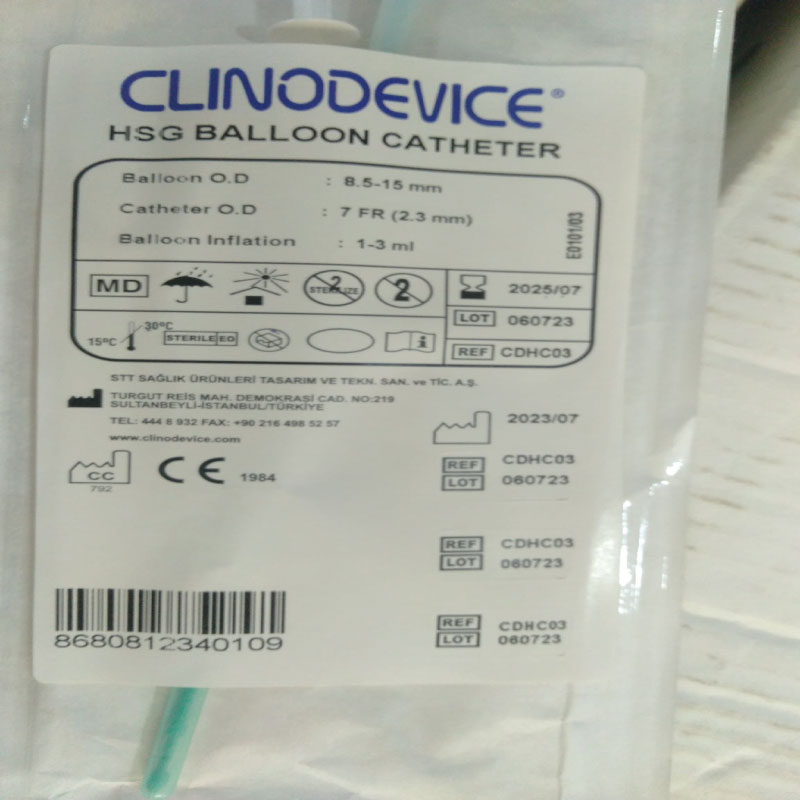 CLINODEVICE®
HSG BALLOON CATHETER
Balloon O.D : 8.5-15 mm
Catheter O.D : 7 FR (2.3 mm)
Balloon Inflation : 1-3 ml
E0101/03
MD
STERILIZE 2
2
2025/07
LOT 060723
15°C 30°C
STERILE EO
i
REF CDHC03
STT SAĞLIK ÜRÜNLERİ TASARIM VE TEKN. SAN. ve TİC. A.Ş.
TURGUT REİS MAH. DEMOKRASİ CAD. NO:219
SULTANBEYLİ-İSTANBUL/TÜRKİYE
TEL: 444 8 932 FAX: +90 216 498 52 57
www.clinodevice.com
2023/07
CC
792
CE 1984
REF CDHC03
LOT 060723
REF CDHC03
LOT 060723
REF CDHC03
LOT 060723
8680812340109